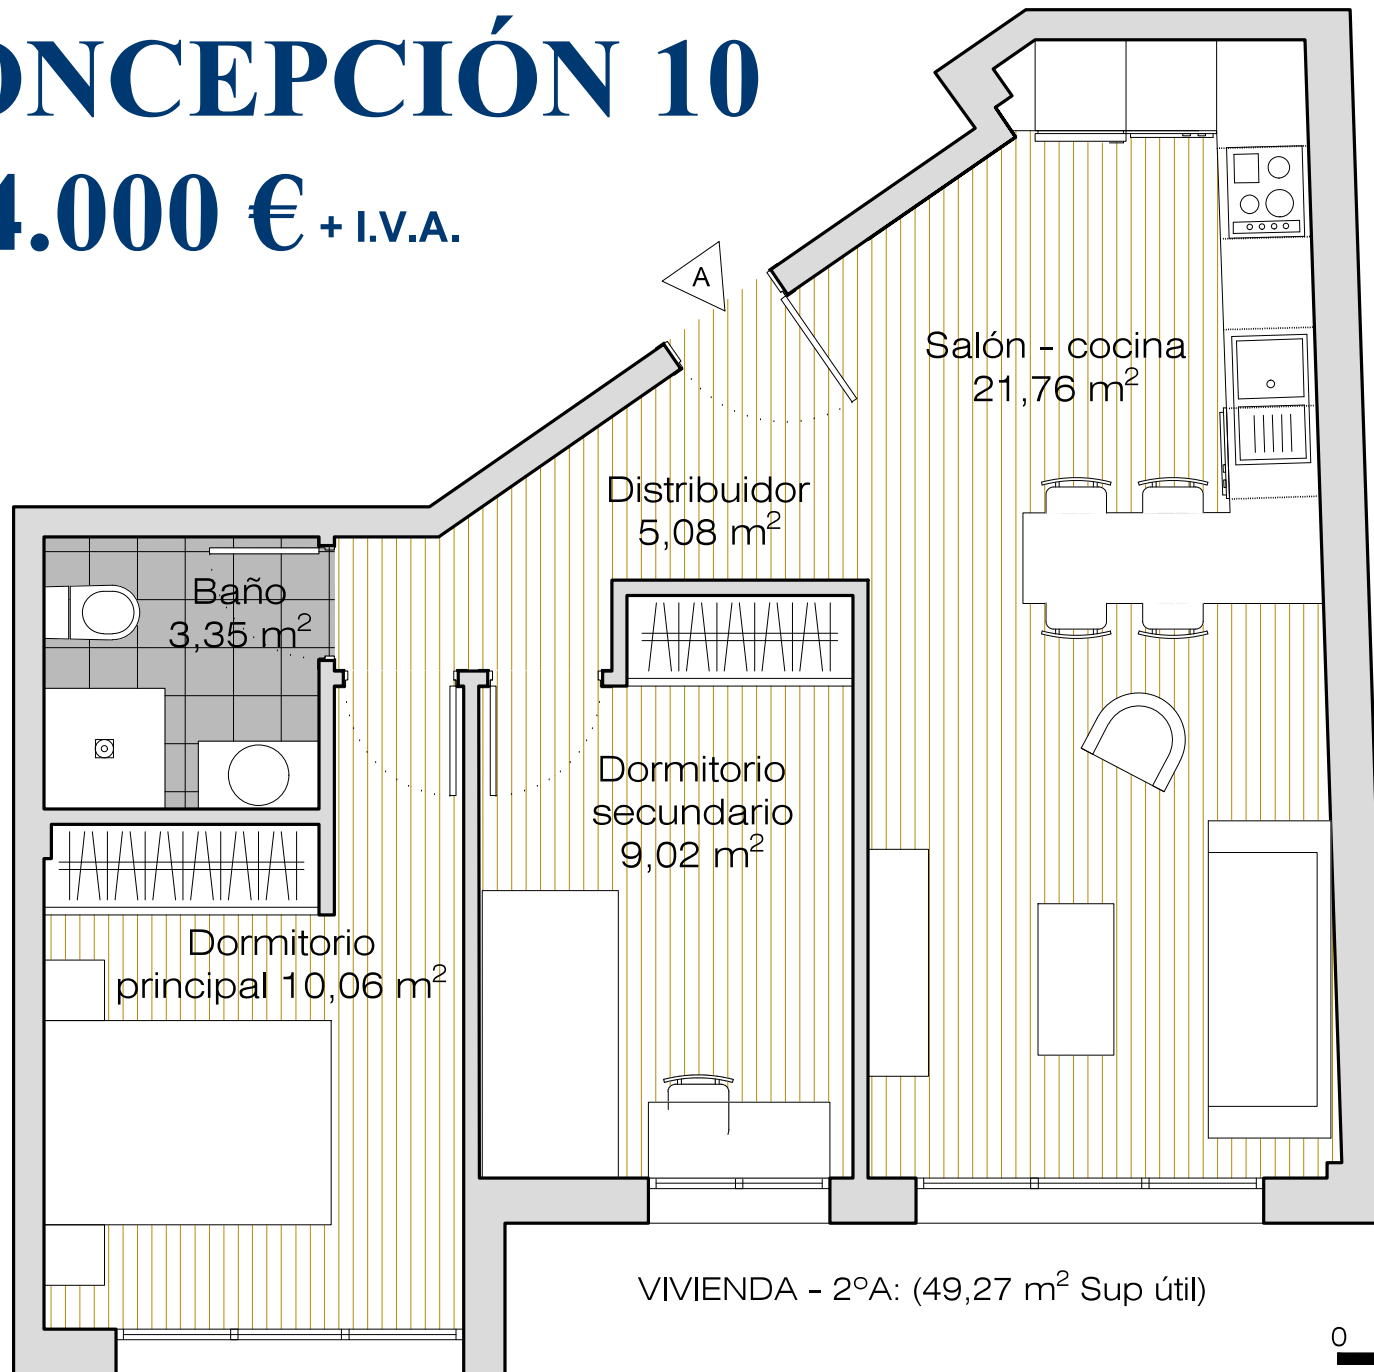 ONCEPCIÓN 10
4.000 € + I.V.A.
A
Salón - cocina
21,76 m²
Distribuidor
5,08 m²
Baño
3,35 m²
Dormitorio
secundario
9,02 m²
Dormitorio
principal 10,06 m²
VIVIENDA - 2ºA: (49,27 m² Sup útil)
0